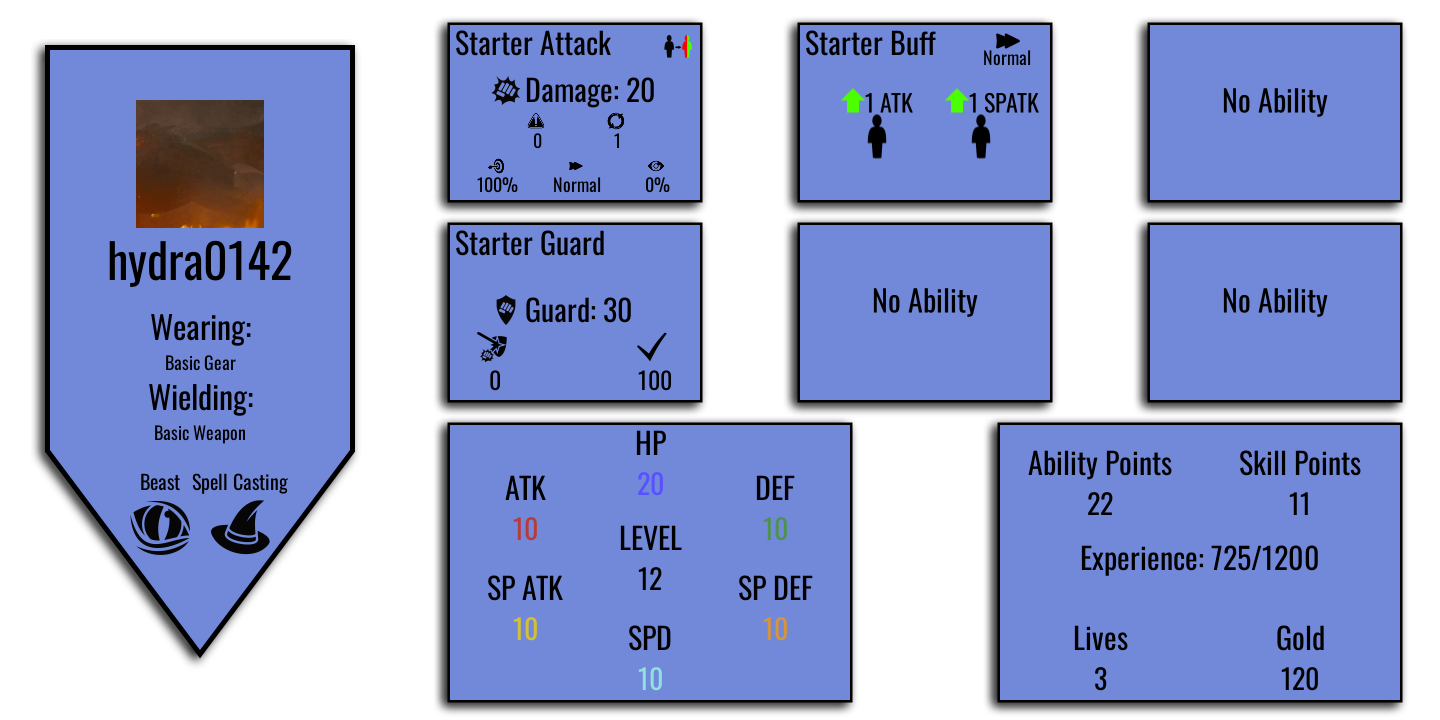 hydra0142
Wearing:
Basic Gear
Wielding:
Basic Weapon
Beast Spell Casting
Starter Attack
Damage: 20
0 1
100% Normal 0%
Starter Buff
Normal
1 ATK 1 SPATK
No Ability
Starter Guard
Guard: 30
0 100
No Ability
No Ability
HP
20
ATK DEF
10 10
LEVEL
12
SP ATK SP DEF
10 10
SPD
10
Ability Points Skill Points
22 11
Experience: 725/1200
Lives Gold
3 120